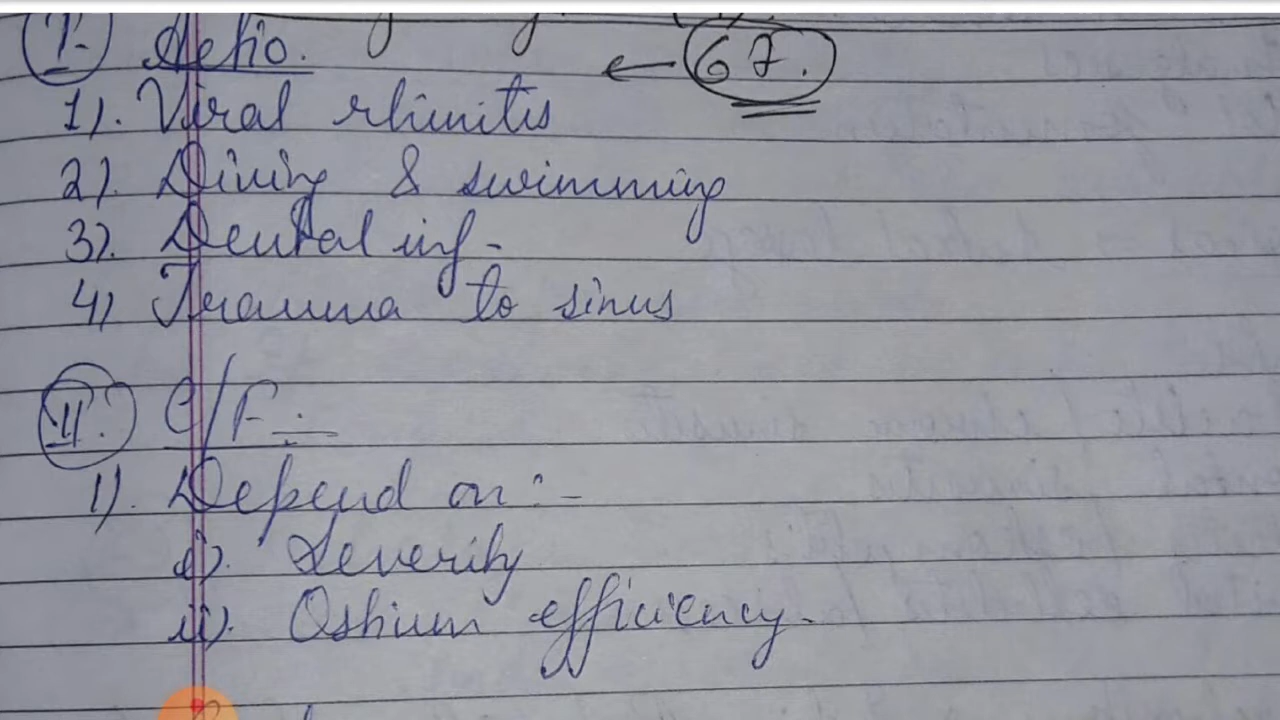 I. Aetio. ← 67.
1). Viral rhinitis
2). Diving & swimming
3). Dental inf -
4) Trauma to sinus
II. C/F :-
1). Depend on :-
i). Severity
ii). Ostium efficiency.